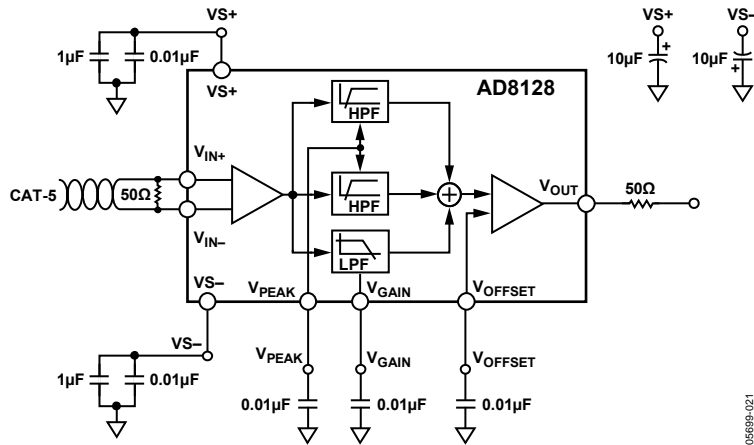 VS+
1µF
0.01µF
VS+
VS+
VS–
10µF
+
10µF
+
AD8128
HPF
VIN+
CAT-5
50Ω
HPF
VOUT
50Ω
VIN–
LPF
VS–
VPEAK
VGAIN
VOFFSET
VS–
1µF
0.01µF
VPEAK
VGAIN
VOFFSET
0.01µF
0.01µF
0.01µF
05699-021